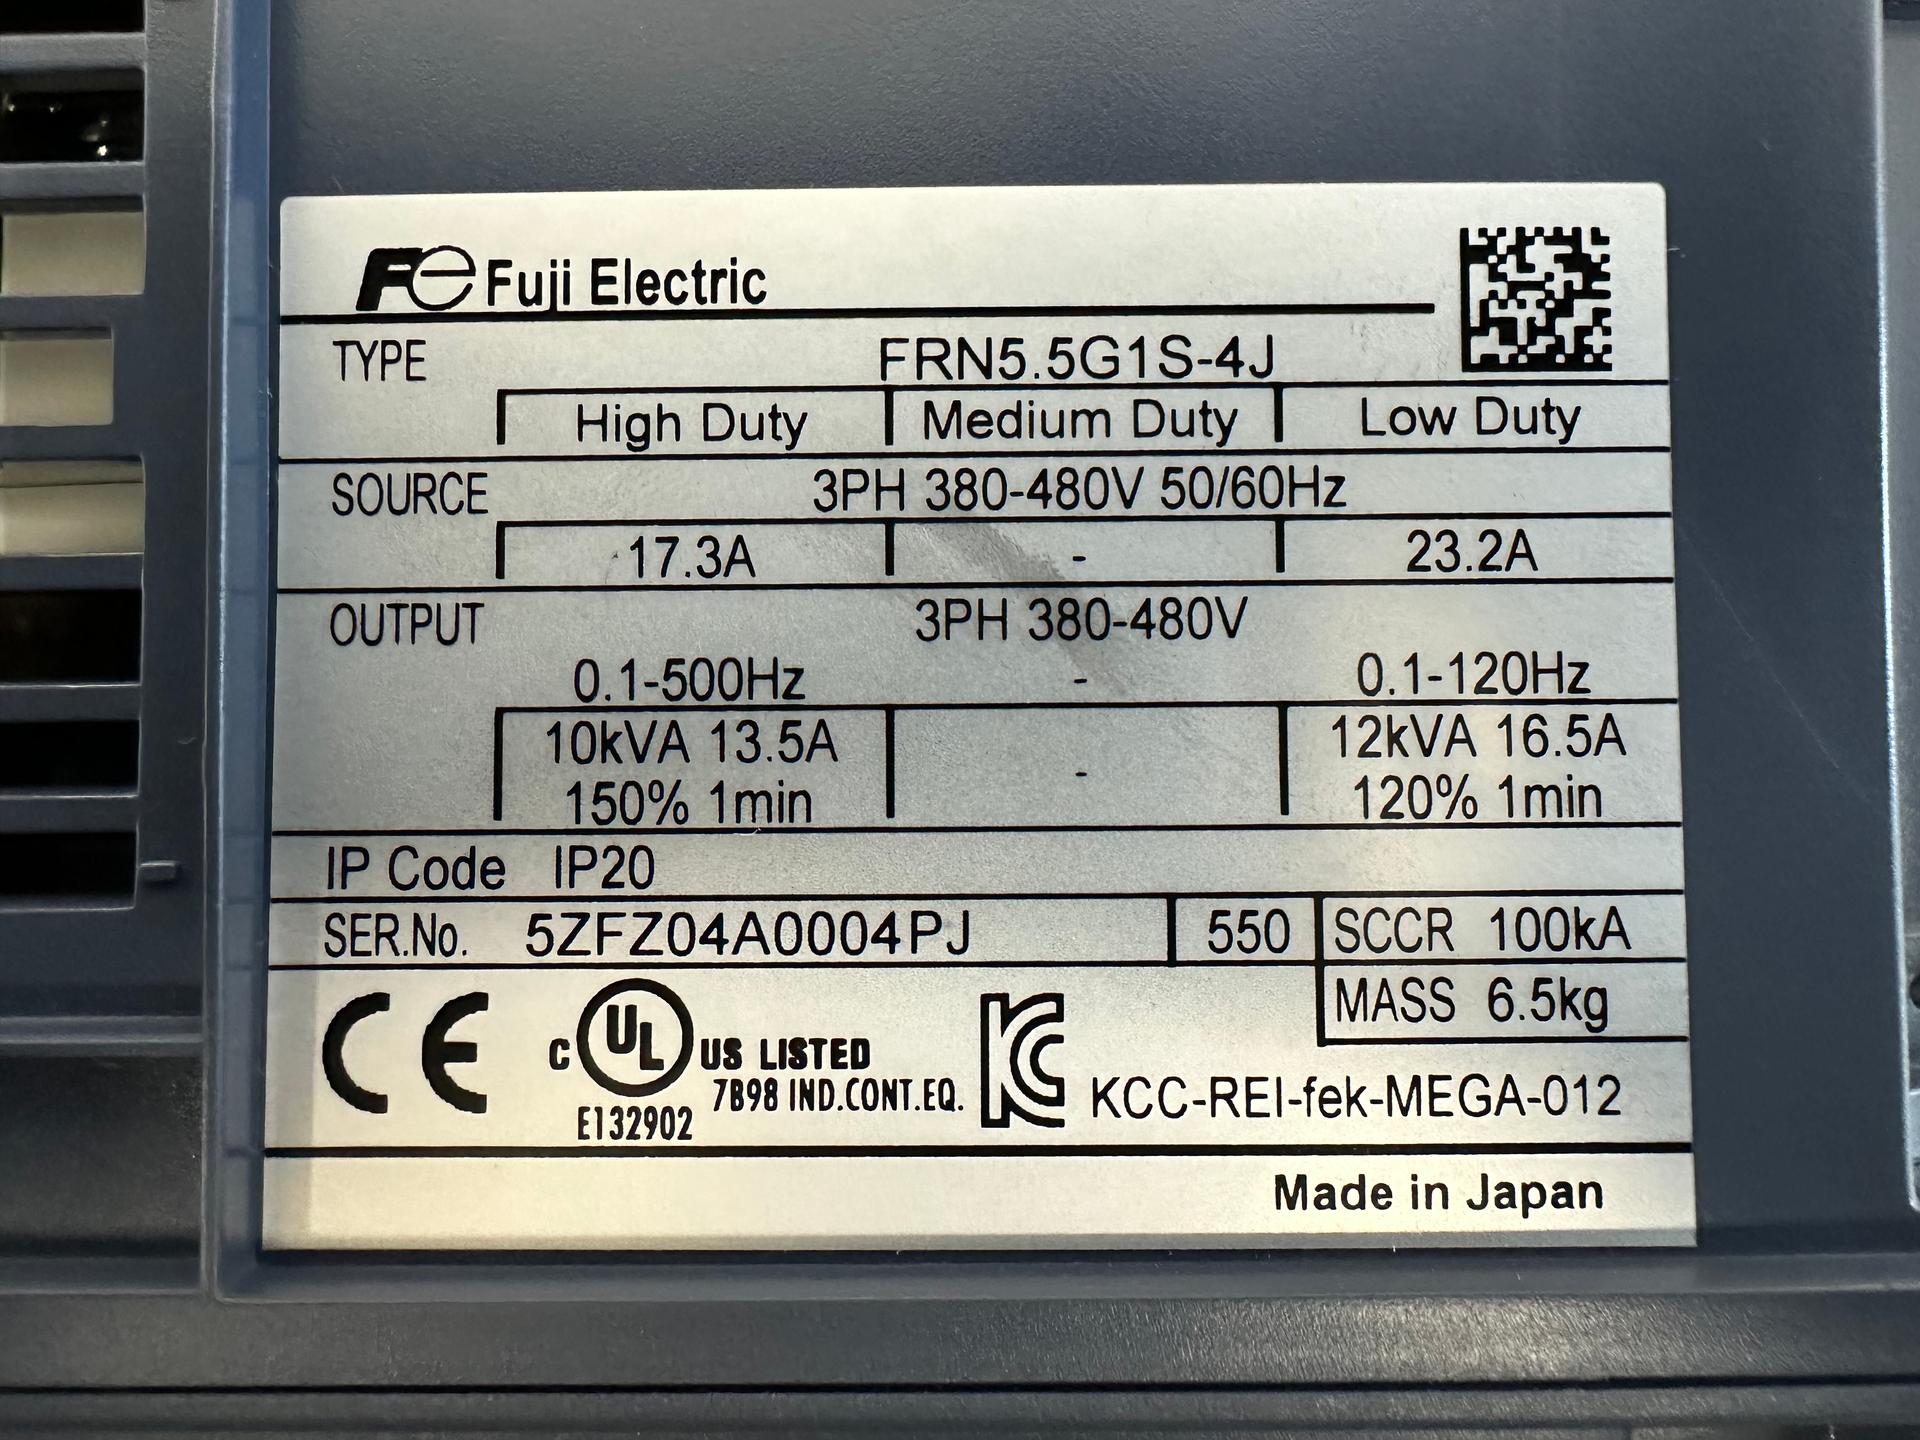 Fe Fuji Electric
TYPE FRN5.5G1S-4J
High Duty Medium Duty Low Duty
SOURCE 3PH 380-480V 50/60Hz
17.3A - 23.2A
OUTPUT 3PH 380-480V
0.1-500Hz - 0.1-120Hz
10kVA 13.5A - 12kVA 16.5A
150% 1min 120% 1min
IP Code IP20
SER.No. 5ZFZ04A0004PJ 550 SCCR 100kA
MASS 6.5kg
CE c UL US LISTED
7B98 IND.CONT.EQ.
E132902
KC KCC-REI-fek-MEGA-012
Made in Japan